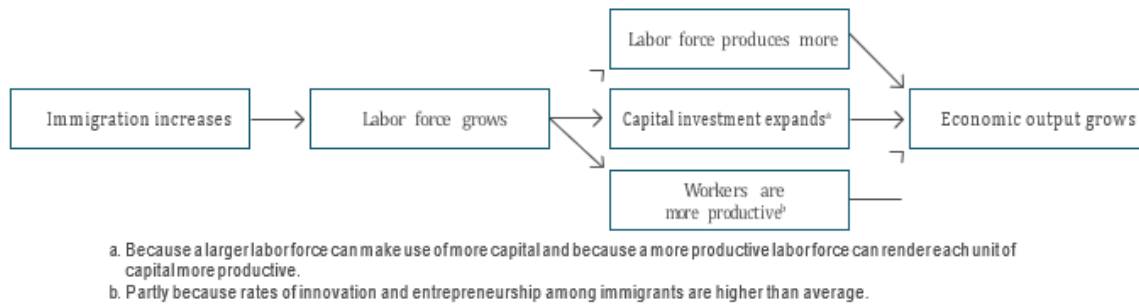 Labor force produces more
Immigration increases
Labor force grows
Capital investment expandsᵃ
Economic output grows
Workers are
more productiveᵇ
a. Because a larger labor force can make use of more capital and because a more productive labor force can render each unit of
capital more productive.
b. Partly because rates of innovation and entrepreneurship among immigrants are higher than average.